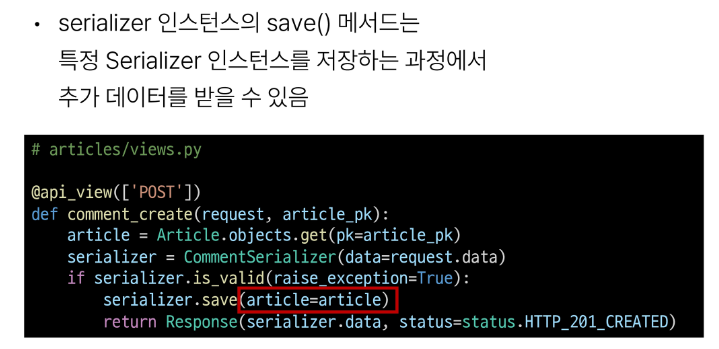 • serializer 인스턴스의 save() 메서드는
특정 Serializer 인스턴스를 저장하는 과정에서
추가 데이터를 받을 수 있음
# articles/views.py
@api_view(['POST'])
def comment_create(request, article_pk):
    article = Article.objects.get(pk=article_pk)
    serializer = CommentSerializer(data=request.data)
    if serializer.is_valid(raise_exception=True):
        serializer.save(article=article)
        return Response(serializer.data, status=status.HTTP_201_CREATED)